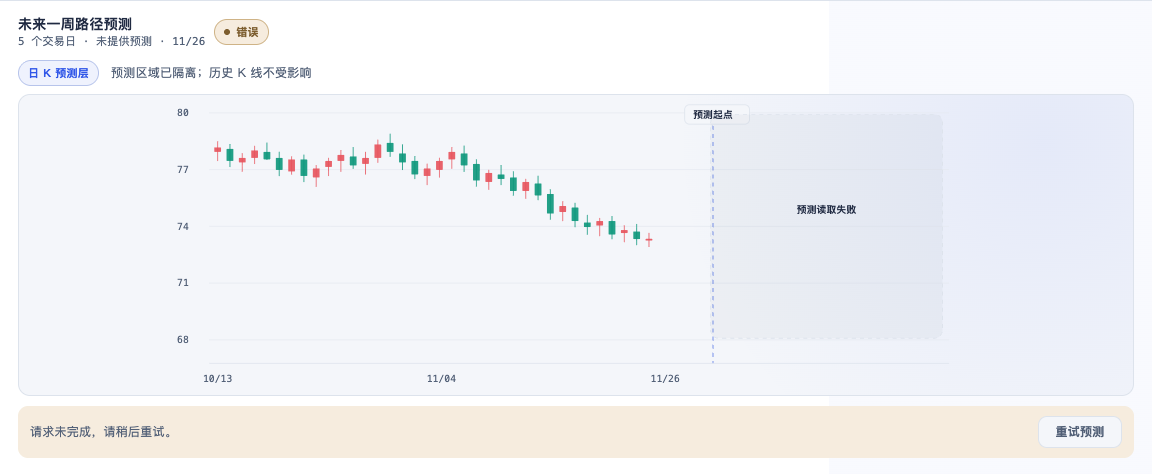 未来一周路径预测
5 个交易日 · 未提供预测 · 11/26
错误
日 K 预测层
预测区域已隔离；历史 K 线不受影响
预测起点
80
77
74
71
68
预测读取失败
10/13
11/04
11/26
请求未完成，请稍后重试。
重试预测